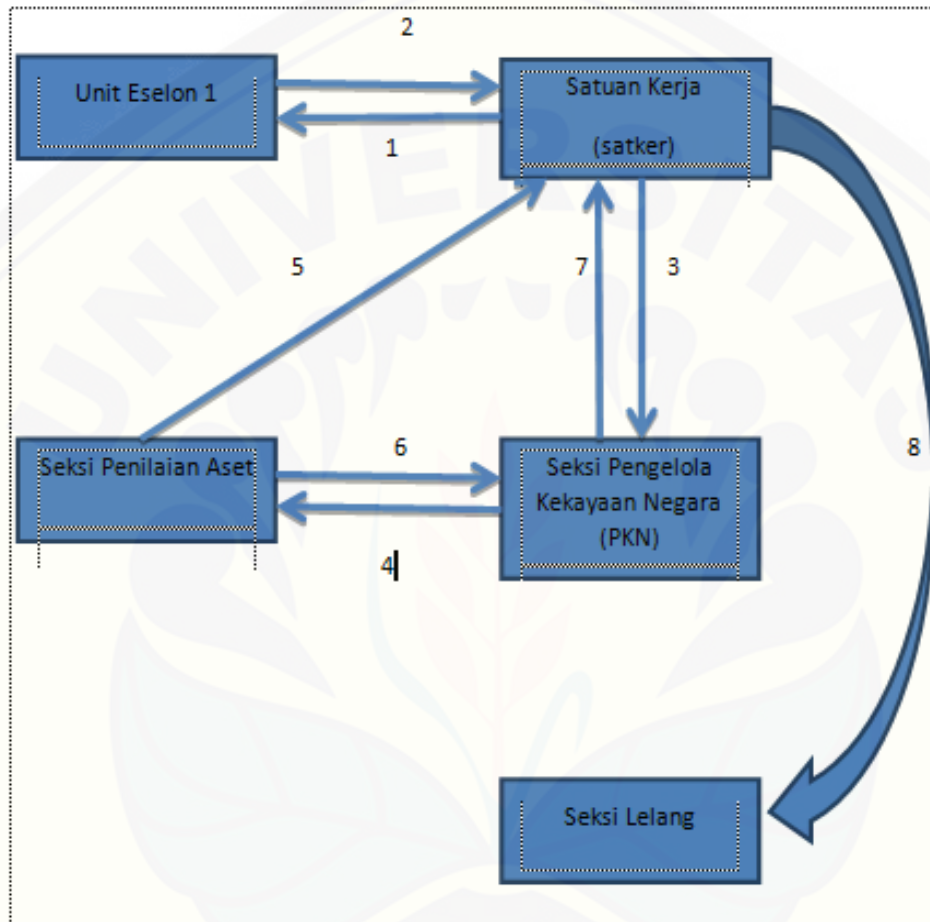 2
Unit Eselon 1
Satuan Kerja
(satker)
1
5
7
3
6
8
Seksi Penilaian Aset
Seksi Pengelola
Kekayaan Negara
(PKN)
4
Seksi Lelang
UNIVERSITAS